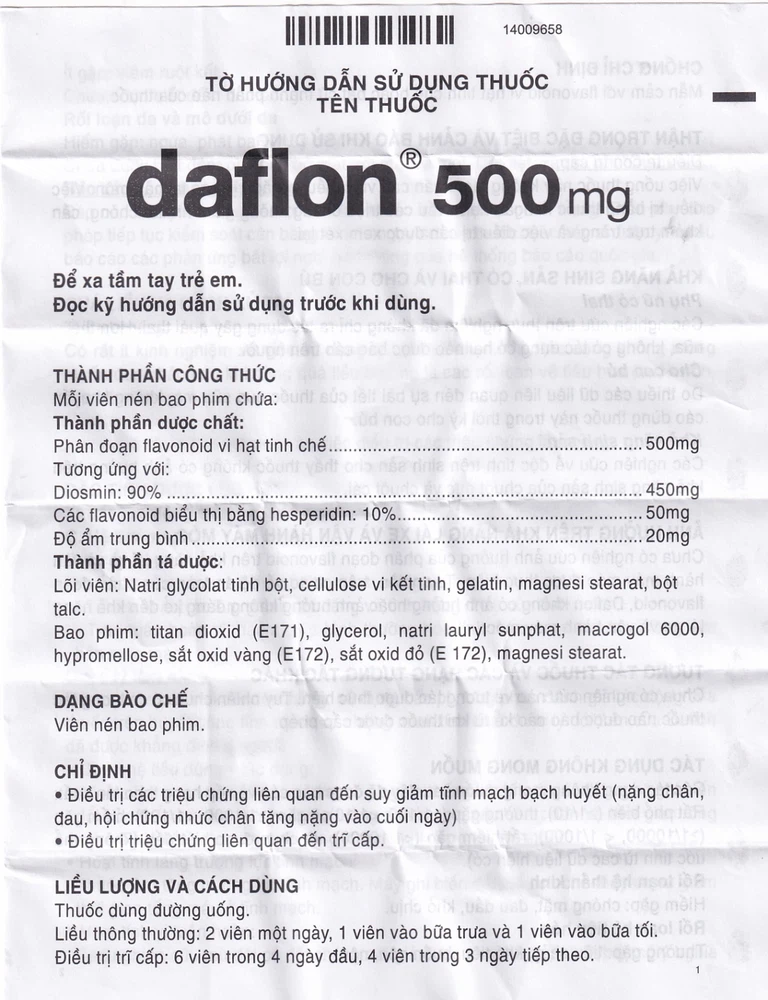 14009658
TỜ HƯỚNG DẪN SỬ DỤNG THUỐC
TÊN THUỐC
daflon® 500 mg
Để xa tầm tay trẻ em.
Đọc kỹ hướng dẫn sử dụng trước khi dùng.
THÀNH PHẦN CÔNG THỨC
Mỗi viên nén bao phim chứa:
Thành phần dược chất:
Phân đoạn flavonoid vi hạt tinh chế.................................................. 500mg
Tương ứng với:
Diosmin: 90% ............................................................................ 450mg
Các flavonoid biểu thị bằng hesperidin: 10%....................................... 50mg
Độ ẩm trung bình......................................................................... 20mg
Thành phần tá dược:
Lõi viên: Natri glycolat tinh bột, cellulose vi kết tinh, gelatin, magnesi stearat, bột
talc.
Bao phim: titan dioxid (E171), glycerol, natri lauryl sunphat, macrogol 6000,
hypromellose, sắt oxid vàng (E172), sắt oxid đỏ (E 172), magnesi stearat.
DẠNG BÀO CHẾ
Viên nén bao phim.
CHỈ ĐỊNH
• Điều trị các triệu chứng liên quan đến suy giảm tĩnh mạch bạch huyết (nặng chân,
đau, hội chứng nhức chân tăng nặng vào cuối ngày)
• Điều trị triệu chứng liên quan đến trĩ cấp.
LIỀU LƯỢNG VÀ CÁCH DÙNG
Thuốc dùng đường uống.
Liều thông thường: 2 viên một ngày, 1 viên vào bữa trưa và 1 viên vào bữa tối.
Điều trị trĩ cấp: 6 viên trong 4 ngày đầu, 4 viên trong 3 ngày tiếp theo.
1